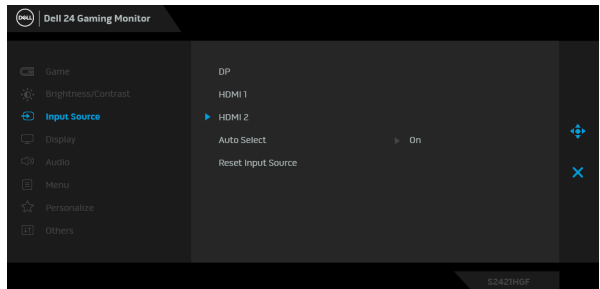 DELL
Dell 24 Gaming Monitor
Game
Brightness/Contrast
Input Source
Display
Audio
Menu
Personalize
Others
DP
HDMI 1
HDMI 2
Auto Select On
Reset Input Source
S2421HGF